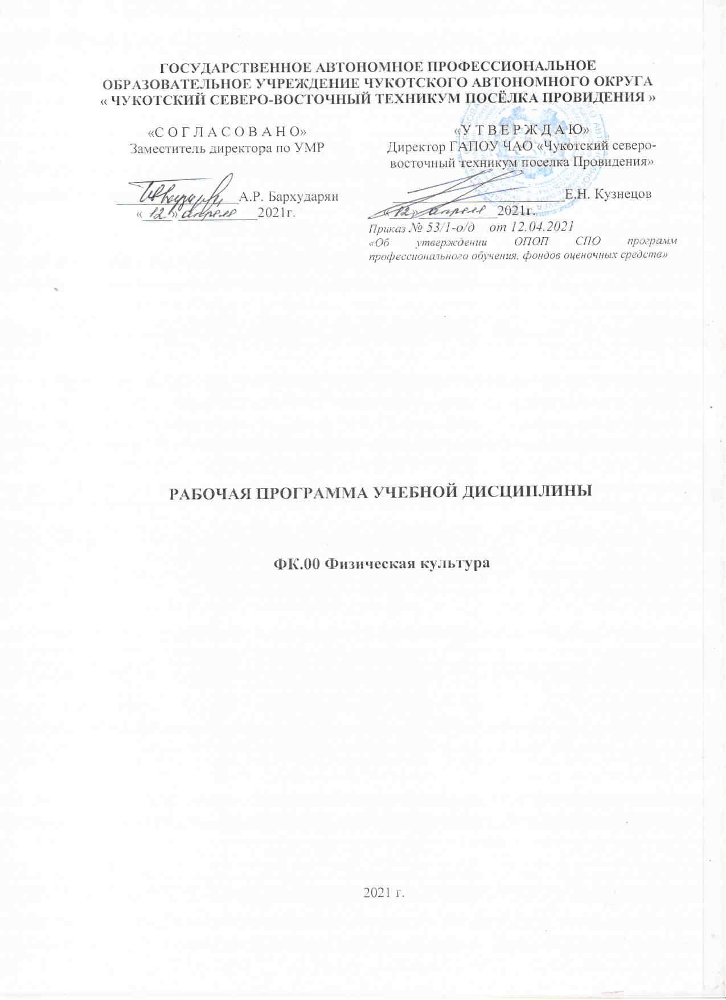 ГОСУДАРСТВЕННОЕ АВТОНОМНОЕ ПРОФЕССИОНАЛЬНОЕ
ОБРАЗОВАТЕЛЬНОЕ УЧРЕЖДЕНИЕ ЧУКОТСКОГО АВТОНОМНОГО ОКРУГА
« ЧУКОТСКИЙ СЕВЕРО-ВОСТОЧНЫЙ ТЕХНИКУМ ПОСЁЛКА ПРОВИДЕНИЯ »
«С О Г Л А С О В А Н О»
Заместитель директора по УМР
А.Р. Бархударян
« 12 » апреля 2021г.
«У Т В Е Р Ж Д А Ю»
Директор ГАПОУ ЧАО «Чукотский северо-
восточный техникум поселка Провидения»
Е.Н. Кузнецов
« 12 » апреля 2021г.
Приказ № 53/1-о/д от 12.04.2021
«Об утверждении ОПОП СПО программ
профессионального обучения, фондов оценочных средств»
РАБОЧАЯ ПРОГРАММА УЧЕБНОЙ ДИСЦИПЛИНЫ
ФК.00 Физическая культура
2021 г.